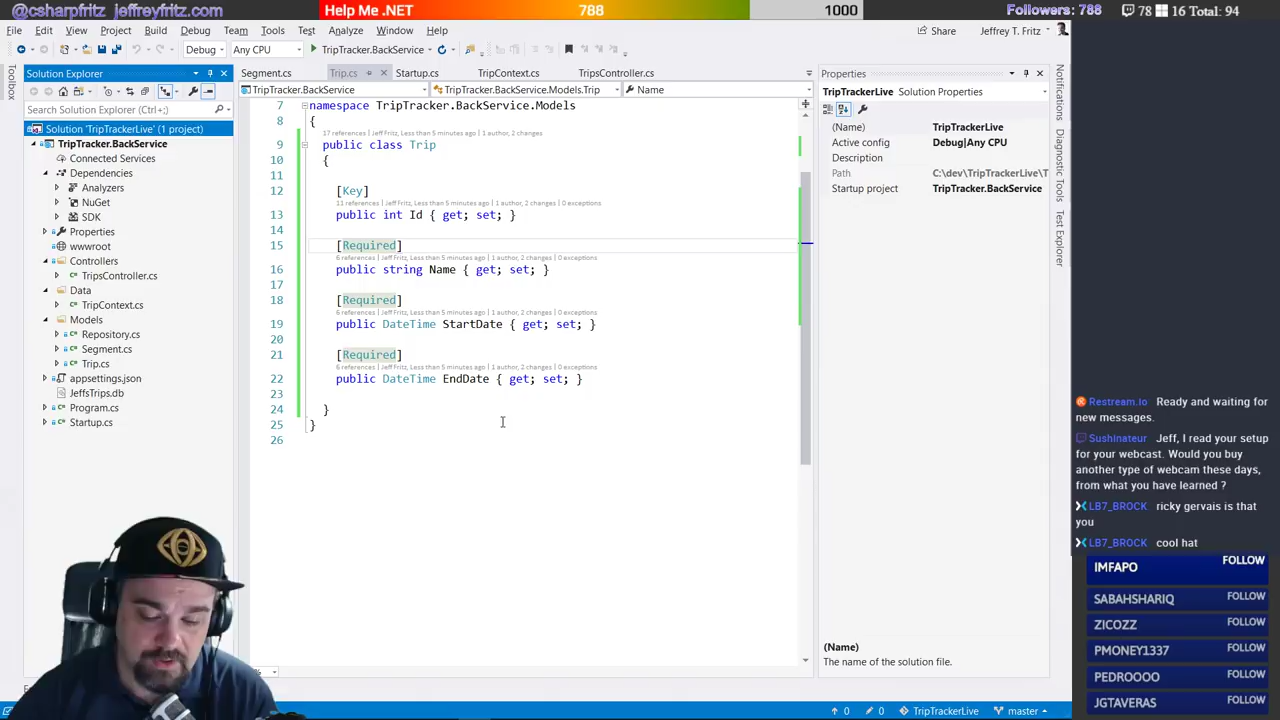 @csharpfritz jeffreyfritz.com
Help Me .NET
788
1000
Followers: 788
78 16 Total: 94
File Edit View Project Build Debug Team Tools Test Analyze Window Help
Share
Jeffrey T. Fritz
Debug Any CPU TripTracker.BackService
Toolbox
Solution Explorer
Search Solution Explorer (Ctrl+;)
Solution 'TripTrackerLive' (1 project)
TripTracker.BackService
Connected Services
Dependencies
Analyzers
NuGet
SDK
Properties
wwwroot
Controllers
TripsController.cs
Data
TripContext.cs
Models
Repository.cs
Segment.cs
Trip.cs
appsettings.json
JeffsTrips.db
Program.cs
Startup.cs
Segment.cs Trip.cs Startup.cs TripContext.cs TripsController.cs
TripTracker.BackService TripTracker.BackService.Models.Trip Name
7 namespace TripTracker.BackService.Models
8 {
17 references | Jeff Fritz, Less than 5 minutes ago | 1 author, 2 changes
9 public class Trip
10 {
11
12 [Key]
11 references | Jeff Fritz, Less than 5 minutes ago | 1 author, 2 changes | 0 exceptions
13 public int Id { get; set; }
14
15 [Required]
6 references | Jeff Fritz, Less than 5 minutes ago | 1 author, 2 changes | 0 exceptions
16 public string Name { get; set; }
17
18 [Required]
6 references | Jeff Fritz, Less than 5 minutes ago | 1 author, 2 changes | 0 exceptions
19 public DateTime StartDate { get; set; }
20
21 [Required]
6 references | Jeff Fritz, Less than 5 minutes ago | 1 author, 2 changes | 0 exceptions
22 public DateTime EndDate { get; set; }
23
24 }
25 }
26
Properties
TripTrackerLive Solution Properties
(Name) TripTrackerLive
Active config Debug|Any CPU
Description
Path C:\dev\TripTrackerLive\T
Startup project TripTracker.BackService
(Name)
The name of the solution file.
Notifications
Diagnostic Tools
Test Explorer
Restream.io Ready and waiting for
new messages.
Sushinateur Jeff, I read your setup
for your webcast. Would you buy
another type of webcam these days,
from what you have learned ?
LB7_BROCK ricky gervais is that
you
LB7_BROCK cool hat
IMFAPO FOLLOW
SABAHSHARIQ FOLLOW
ZICOZZ FOLLOW
PMONEY1337 FOLLOW
PEDROOOO FOLLOW
JGTAVERAS FOLLOW
0 0 TripTrackerLive master